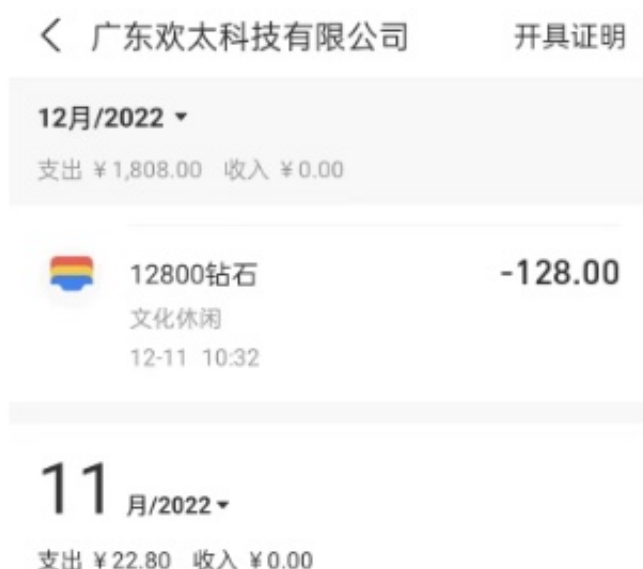 广东欢太科技有限公司 开具证明
12月/2022
支出 ¥1,808.00 收入 ¥0.00
12800钻石 -128.00
文化休闲
12-11 10:32
11 月/2022
支出 ¥22.80 收入 ¥0.00